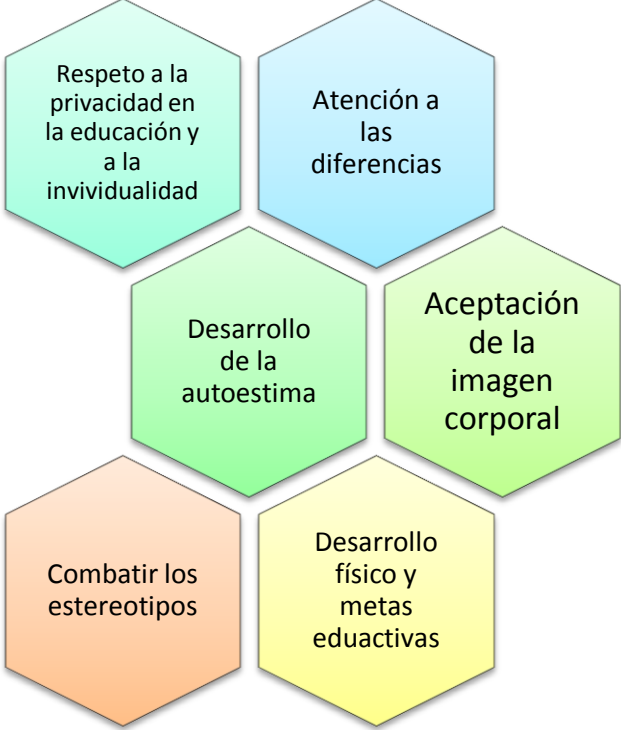 Respeto a la
privacidad en
la educación y
a la
invividualidad
Atención a
las
diferencias
Desarrollo
de la
autoestima
Aceptación
de la
imagen
corporal
Combatir los
estereotipos
Desarrollo
físico y
metas
eduactivas